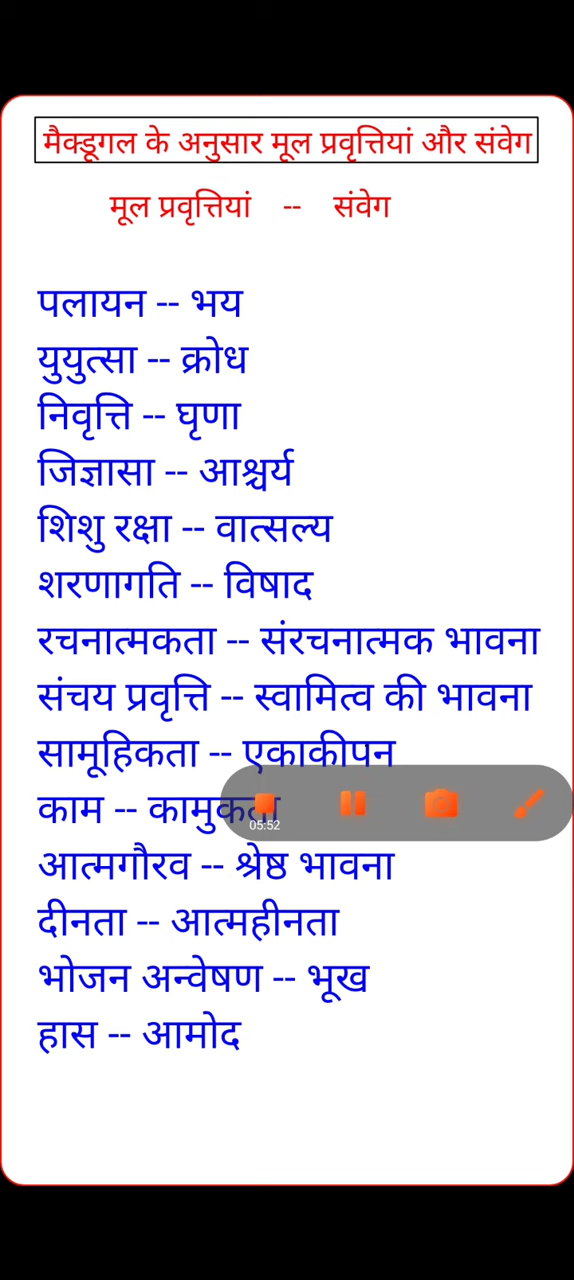 मैक्डूगल के अनुसार मूल प्रवृत्तियां और संवेग
मूल प्रवृत्तियां -- संवेग
पलायन -- भय
युयुत्सा -- क्रोध
निवृत्ति -- घृणा
जिज्ञासा -- आश्चर्य
शिशु रक्षा -- वात्सल्य
शरणागति -- विषाद
रचनात्मकता -- संरचनात्मक भावना
संचय प्रवृत्ति -- स्वामित्व की भावना
सामूहिकता -- एकाकीपन
काम -- कामुकता
05:52
आत्मगौरव -- श्रेष्ठ भावना
दीनता -- आत्महीनता
भोजन अन्वेषण -- भूख
हास -- आमोद